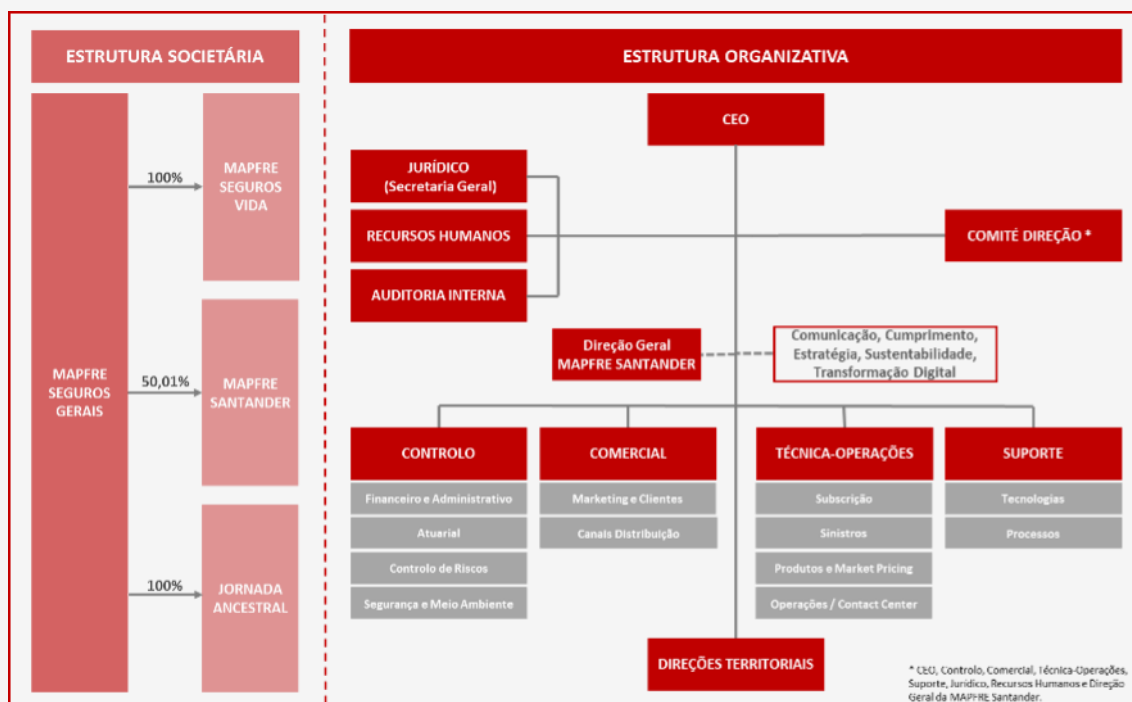 ESTRUTURA SOCIETÁRIA
MAPFRE
SEGUROS
GERAIS
100%
MAPFRE
SEGUROS
VIDA
50,01%
MAPFRE
SANTANDER
100%
JORNADA
ANCESTRAL
ESTRUTURA ORGANIZATIVA
CEO
JURÍDICO
(Secretaria Geral)
RECURSOS HUMANOS
AUDITORIA INTERNA
COMITÉ DIREÇÃO *
Direção Geral
MAPFRE SANTANDER
Comunicação, Cumprimento,
Estratégia, Sustentabilidade,
Transformação Digital
CONTROLO
Financeiro e Administrativo
Atuarial
Controlo de Riscos
Segurança e Meio Ambiente
COMERCIAL
Marketing e Clientes
Canais Distribuição
TÉCNICA-OPERAÇÕES
Subscrição
Sinistros
Produtos e Market Pricing
Operações / Contact Center
SUPORTE
Tecnologias
Processos
DIREÇÕES TERRITORIAIS
* CEO, Controlo, Comercial, Técnica-Operações,
Suporte, Jurídico, Recursos Humanos e Direção
Geral da MAPFRE Santander.